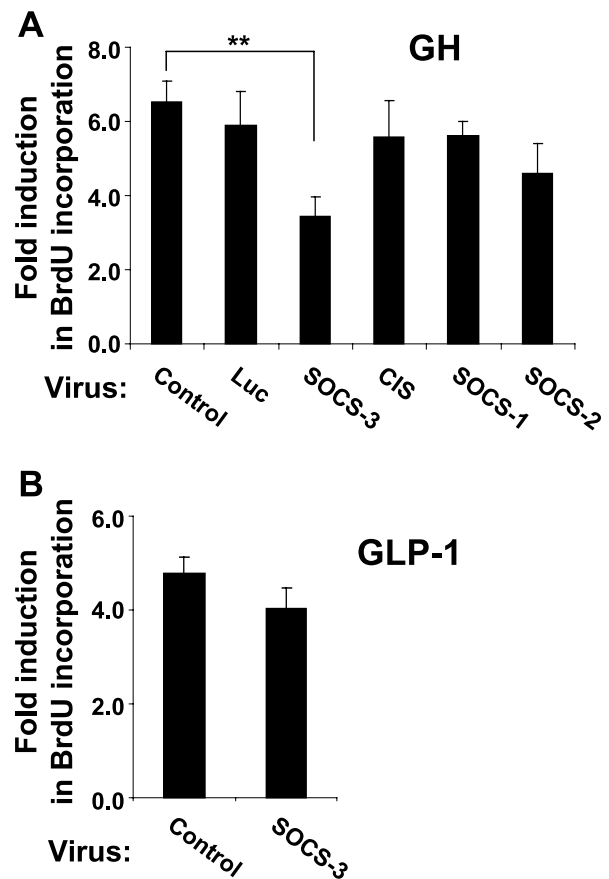 A
**
GH
8.0
6.0
4.0
2.0
0.0
Fold induction
in BrdU incorporation
Virus:
Control
Luc
SOCS-3
CIS
SOCS-1
SOCS-2
B
GLP-1
6.0
4.0
2.0
0.0
Fold induction
in BrdU incorporation
Virus:
Control
SOCS-3